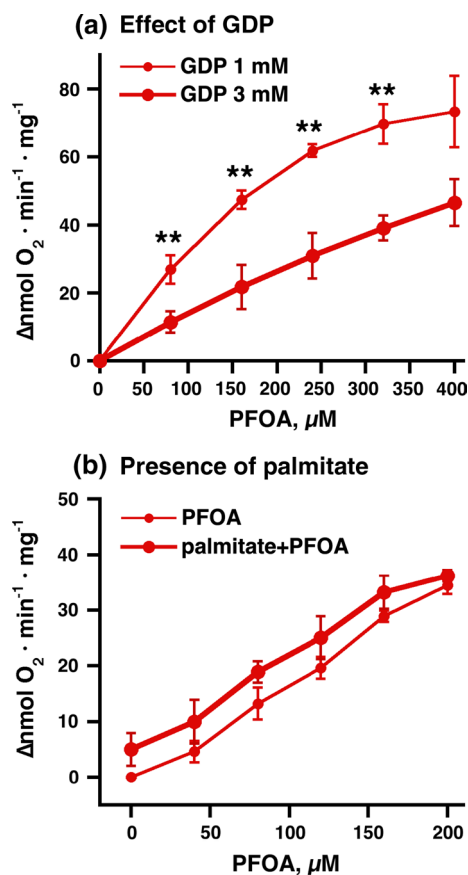 (a) Effect of GDP
GDP 1 mM
GDP 3 mM
80
60
40
20
0
** ** ** **
0 50 100 150 200 250 300 350 400
PFOA, µM
Δnmol O₂ · min⁻¹ · mg⁻¹
(b) Presence of palmitate
PFOA
palmitate+PFOA
50
40
30
20
10
0
0 50 100 150 200
PFOA, µM
Δnmol O₂ · min⁻¹ · mg⁻¹